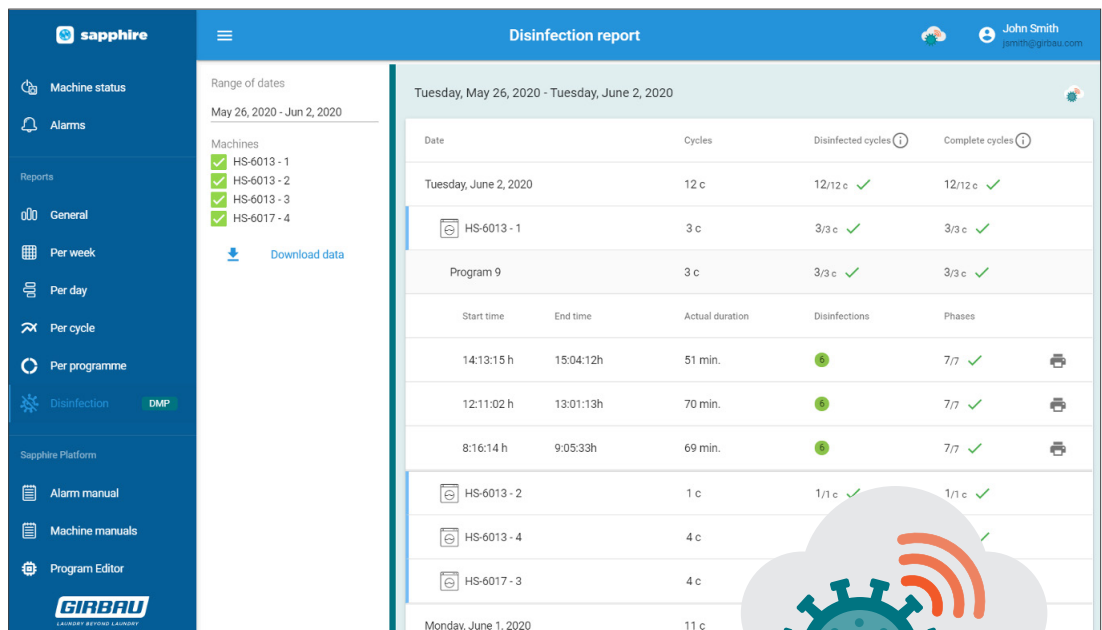 sapphire
Disinfection report
John Smith
jsmith@girbau.com
Machine status
Alarms
Reports
General
Per week
Per day
Per cycle
Per programme
Disinfection DMP
Sapphire Platform
Alarm manual
Machine manuals
Program Editor
GIRBAU
LAUNDRY BEYOND LAUNDRY
Range of dates
May 26, 2020 - Jun 2, 2020
Machines
HS-6013 - 1
HS-6013 - 2
HS-6013 - 3
HS-6017 - 4
Download data
Tuesday, May 26, 2020 - Tuesday, June 2, 2020
Date Cycles Disinfected cycles i Complete cycles i
Tuesday, June 2, 2020 12 c 12/12 c 12/12 c
HS-6013 - 1 3 c 3/3 c 3/3 c
Program 9 3 c 3/3 c 3/3 c
Start time End time Actual duration Disinfections Phases
14:13:15 h 15:04:12h 51 min. 6 7/7
12:11:02 h 13:01:13h 70 min. 6 7/7
8:16:14 h 9:05:33h 69 min. 6 7/7
HS-6013 - 2 1 c 1/1 c 1/1 c
HS-6013 - 4 4 c
HS-6017 - 3 4 c
Monday, June 1, 2020 11 c